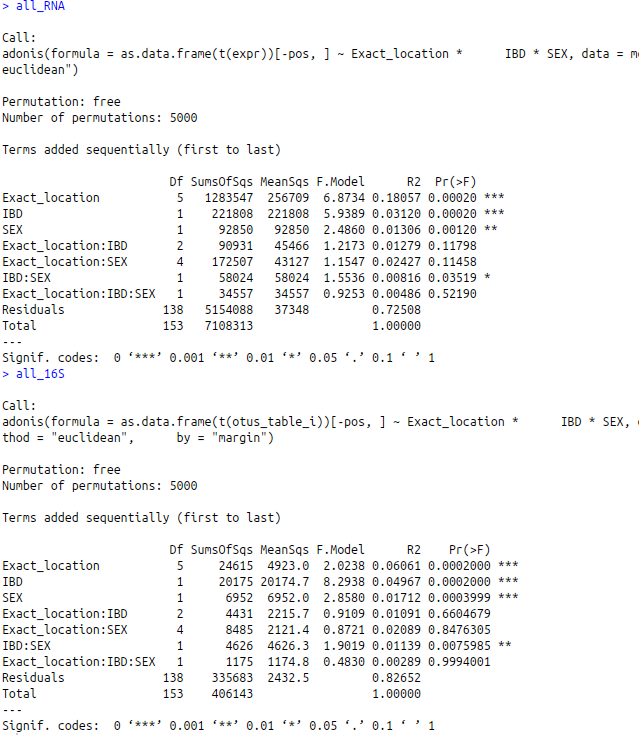 > all_RNA
Call:
adonis(formula = as.data.frame(t(expr))[-pos, ] ~ Exact_location *      IBD * SEX, data = m
euclidean")
Permutation: free
Number of permutations: 5000
Terms added sequentially (first to last)
                         Df SumsOfSqs MeanSqs F.Model      R2  Pr(>F)
Exact_location            5   1283547  256709  6.8734 0.18057 0.00020 ***
IBD                       1    221808  221808  5.9389 0.03120 0.00020 ***
SEX                       1     92850   92850  2.4860 0.01306 0.00120 **
Exact_location:IBD        2     90931   45466  1.2173 0.01279 0.11798
Exact_location:SEX        4    172507   43127  1.1547 0.02427 0.11458
IBD:SEX                   1     58024   58024  1.5536 0.00816 0.03519 *
Exact_location:IBD:SEX    1     34557   34557  0.9253 0.00486 0.52190
Residuals               138   5154088   37348         0.72508
Total                   153   7108313                 1.00000
---
Signif. codes:  0 ‘***’ 0.001 ‘**’ 0.01 ‘*’ 0.05 ‘.’ 0.1 ‘ ’ 1
> all_16S
Call:
adonis(formula = as.data.frame(t(otus_table_i))[-pos, ] ~ Exact_location *      IBD * SEX,
thod = "euclidean",      by = "margin")
Permutation: free
Number of permutations: 5000
Terms added sequentially (first to last)
                         Df SumsOfSqs MeanSqs F.Model      R2    Pr(>F)
Exact_location            5     24615  4923.0  2.0238 0.06061 0.0002000 ***
IBD                       1     20175 20174.7  8.2938 0.04967 0.0002000 ***
SEX                       1      6952  6952.0  2.8580 0.01712 0.0003999 ***
Exact_location:IBD        2      4431  2215.7  0.9109 0.01091 0.6604679
Exact_location:SEX        4      8485  2121.4  0.8721 0.02089 0.8476305
IBD:SEX                   1      4626  4626.3  1.9019 0.01139 0.0075985 **
Exact_location:IBD:SEX    1      1175  1174.8  0.4830 0.00289 0.9994001
Residuals               138    335683  2432.5         0.82652
Total                   153    406143                 1.00000
---
Signif. codes:  0 ‘***’ 0.001 ‘**’ 0.01 ‘*’ 0.05 ‘.’ 0.1 ‘ ’ 1